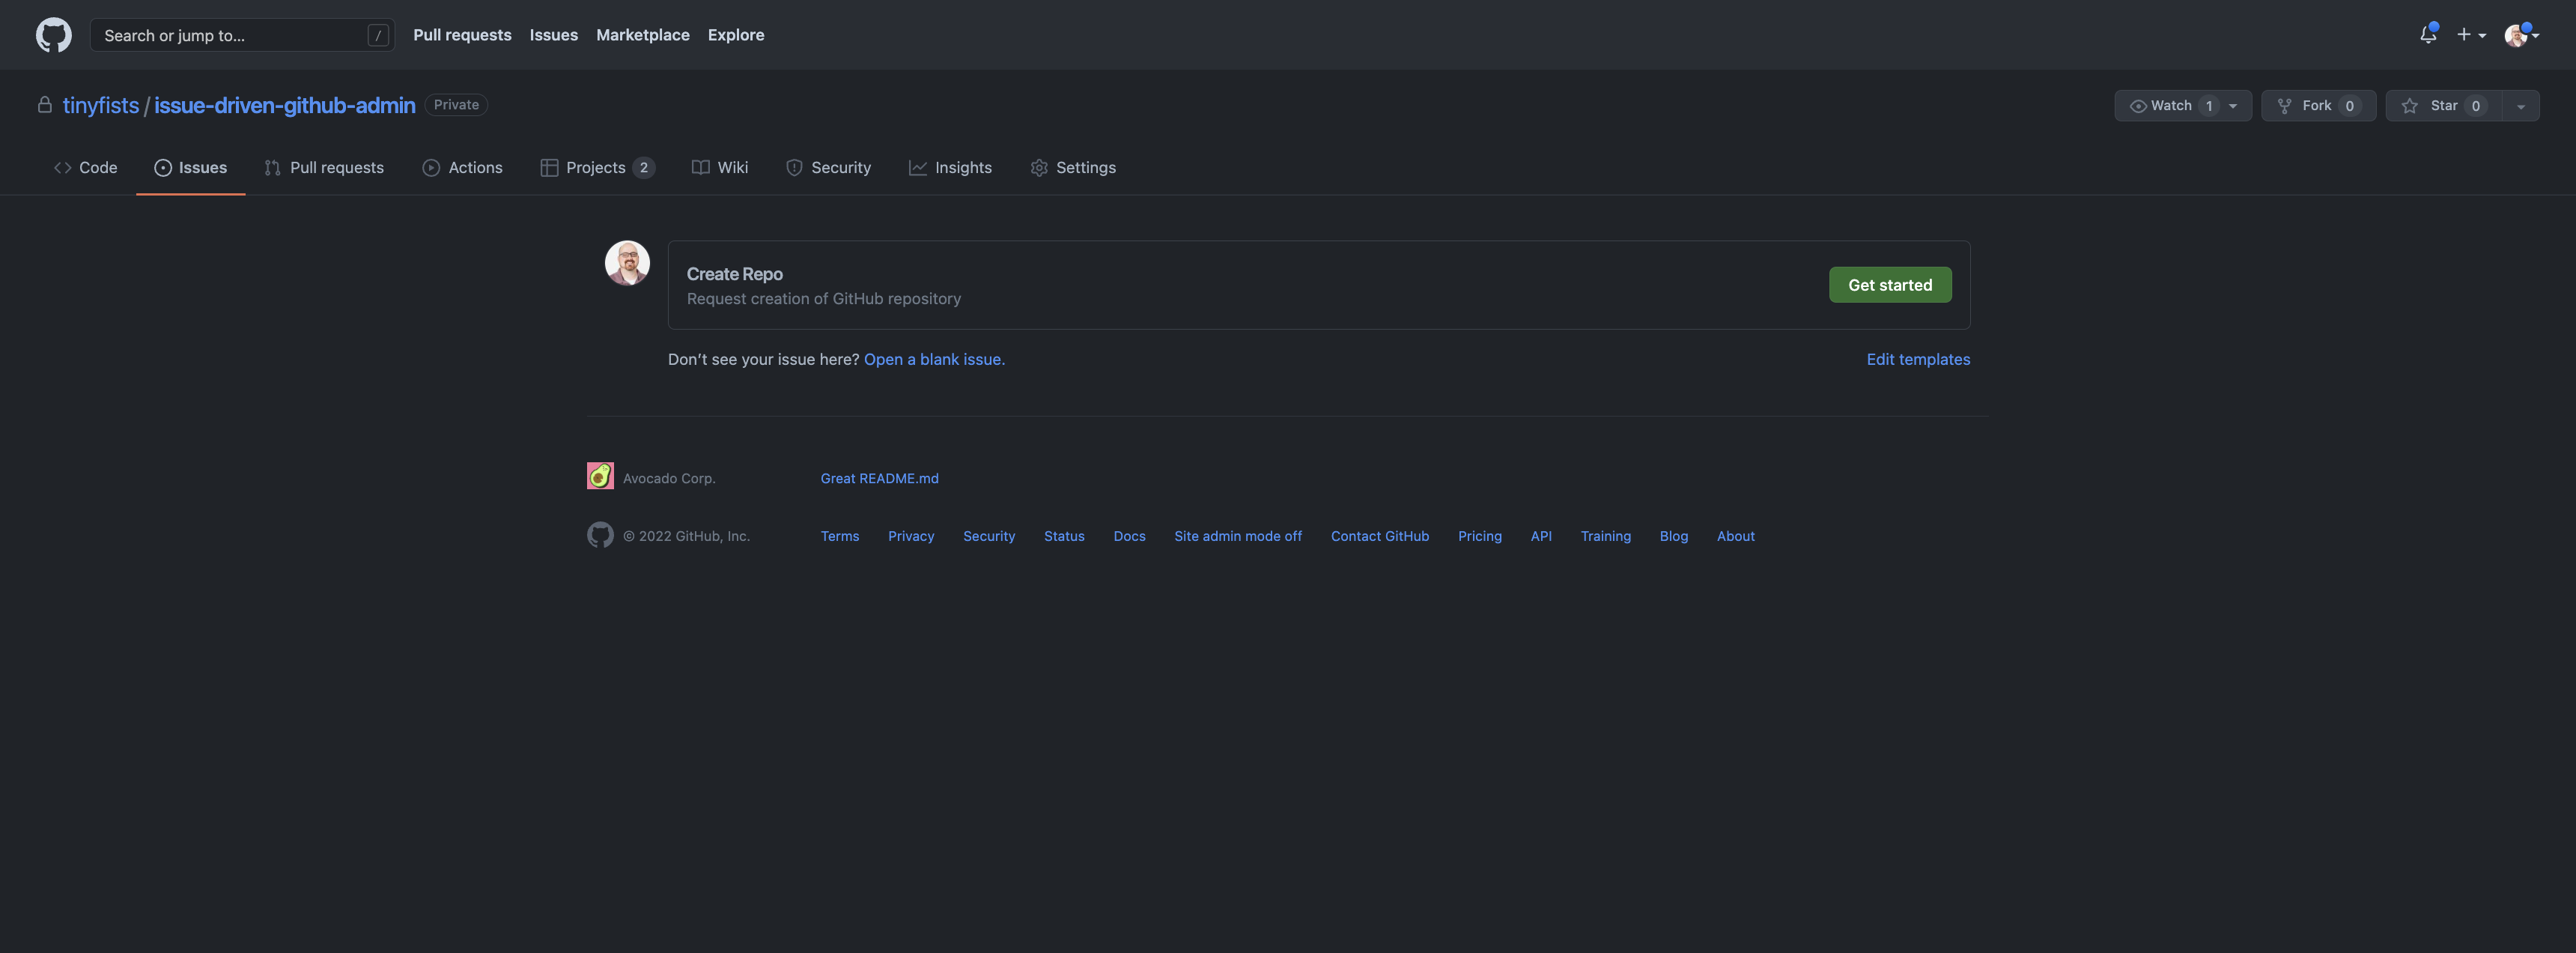 Search or jump to... / Pull requests Issues Marketplace Explore
tinyfists / issue-driven-github-admin Private Watch 1 Fork 0 Star 0
Code Issues Pull requests Actions Projects 2 Wiki Security Insights Settings
Create Repo
Request creation of GitHub repository
Get started
Don’t see your issue here? Open a blank issue. Edit templates
Avocado Corp. Great README.md
© 2022 GitHub, Inc. Terms Privacy Security Status Docs Site admin mode off Contact GitHub Pricing API Training Blog About